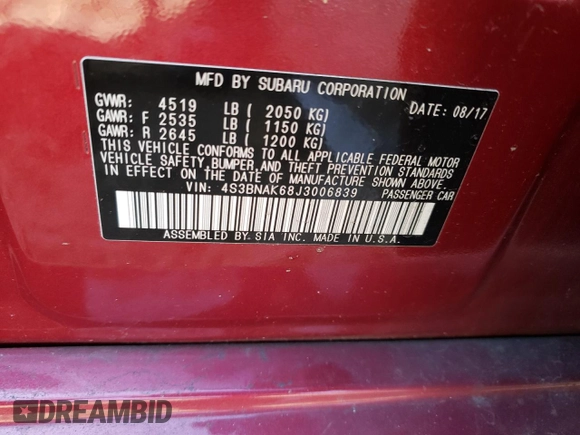 MFD BY SUBARU CORPORATION
GVWR: 4519 LB ( 2050 KG) DATE: 08/17
GAWR: F 2535 LB ( 1150 KG)
GAWR: R 2645 LB ( 1200 KG)
THIS VEHICLE CONFORMS TO ALL APPLICABLE FEDERAL MOTOR
VEHICLE SAFETY, BUMPER, AND THEFT PREVENTION STANDARDS
IN EFFECT ON THE DATE OF MANUFACTURE SHOWN ABOVE.
VIN: 4S3BNAK68J3006839 PASSENGER CAR
ASSEMBLED BY SIA INC. MADE IN U.S.A.
DREAMBID